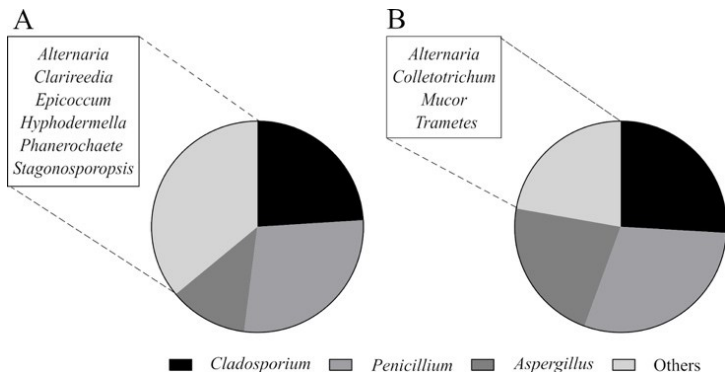 A
Alternaria
Clarireedia
Epicoccum
Hyphodermella
Phanerochaete
Stagonosporopsis
B
Alternaria
Colletotrichum
Mucor
Trametes
Cladosporium Penicillium Aspergillus Others